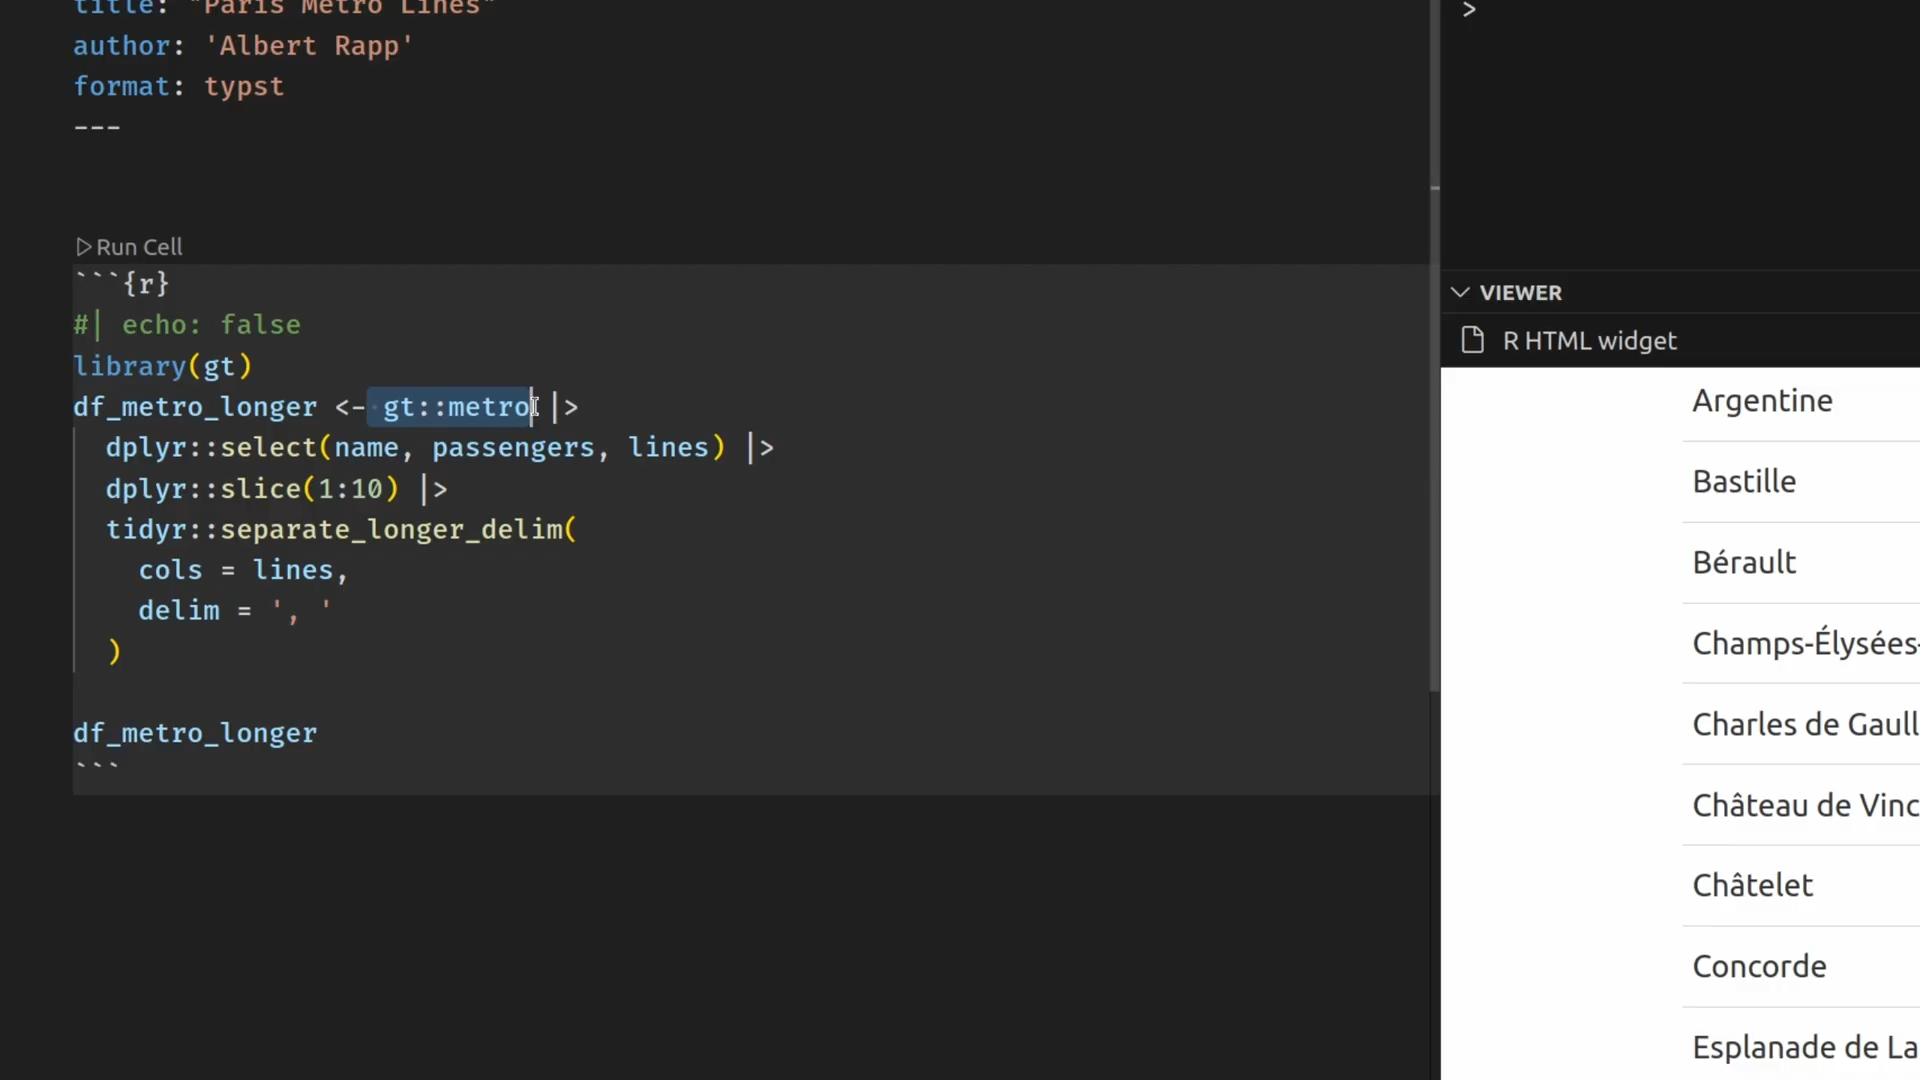 title: "Paris Metro Lines"
author: 'Albert Rapp'
format: typst
---
Run Cell
```{r}
#| echo: false
library(gt)
df_metro_longer <- gt::metro |>
  dplyr::select(name, passengers, lines) |>
  dplyr::slice(1:10) |>
  tidyr::separate_longer_delim(
    cols = lines,
    delim = ', '
  )
df_metro_longer
```
>
VIEWER
R HTML widget
Argentine
Bastille
Bérault
Champs-Élysées-
Charles de Gaull
Château de Vinc
Châtelet
Concorde
Esplanade de La